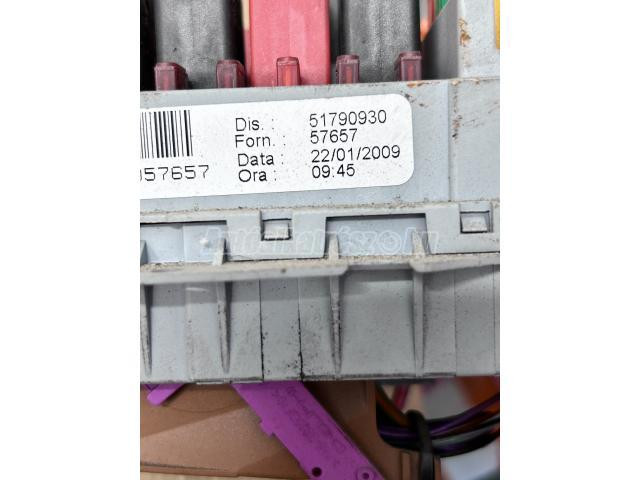 Dis. : 51790930
Forn. : 57657
Data : 22/01/2009
Ora : 09:45
057657